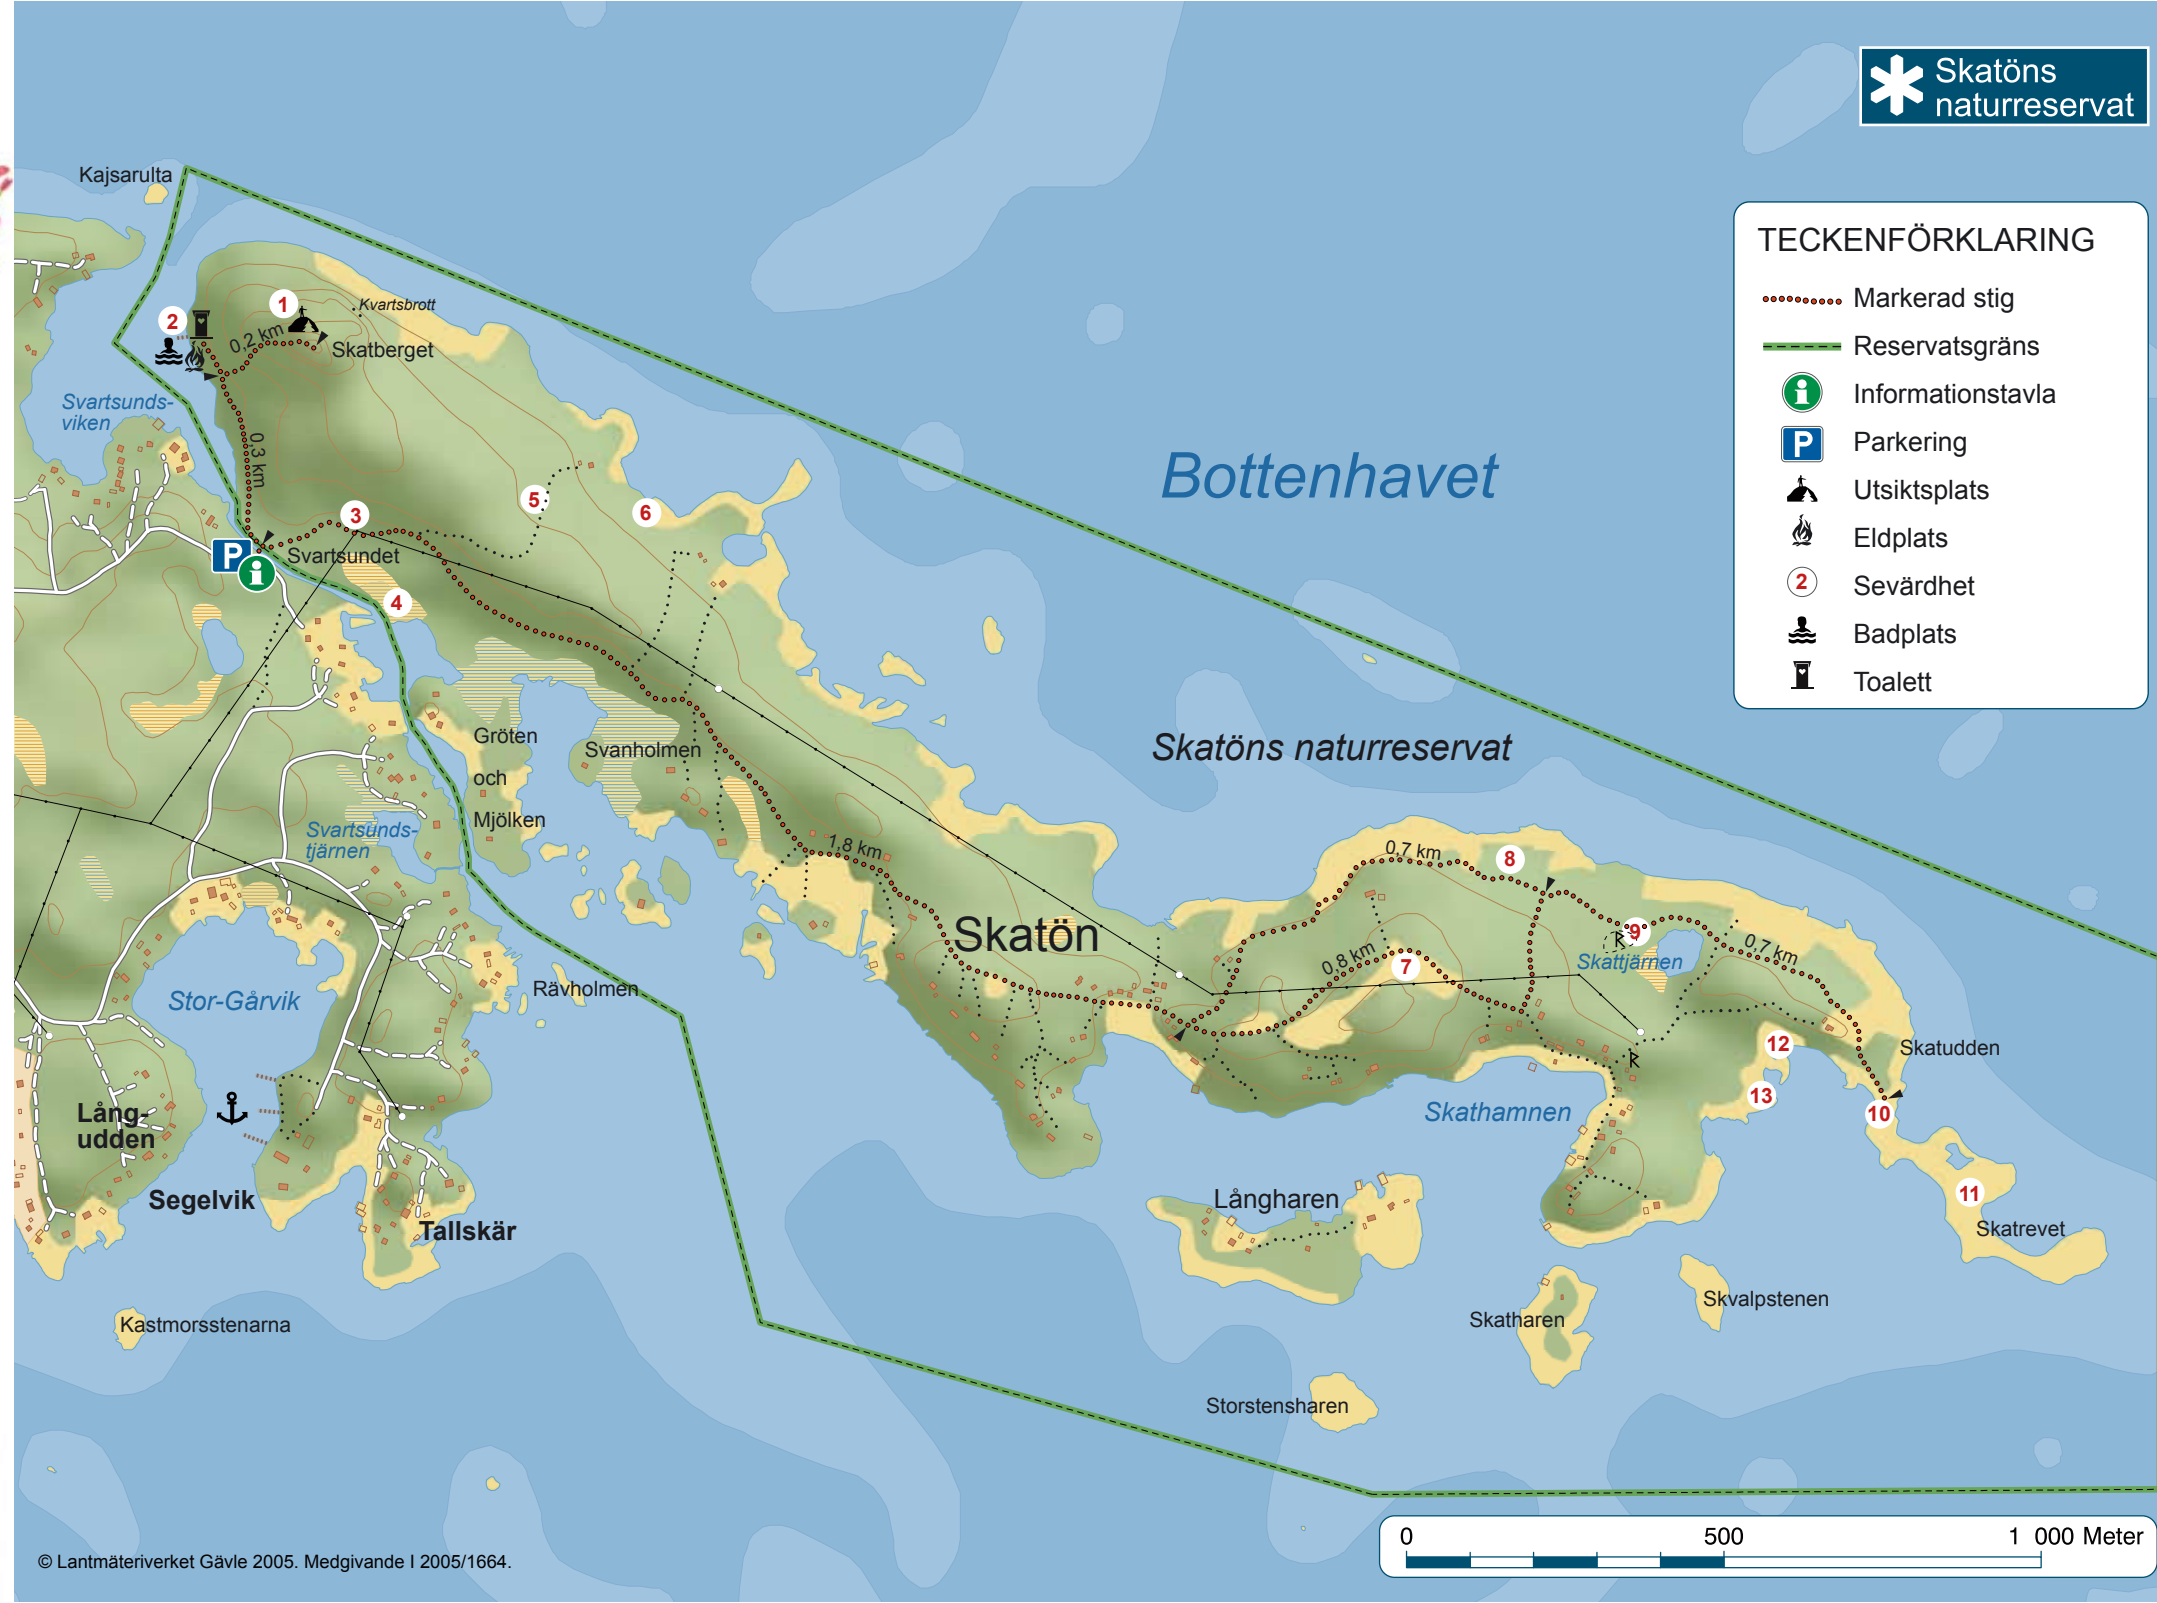 Skatöns
naturreservat
Kajsarulta
TECKENFÖRKLARING
Markerad stig
Reservatsgräns
i Informationstavla
P Parkering
Utsiktsplats
Eldplats
2 Sevärdhet
Badplats
Toalett
1
Kvartsbrott
2
0,2 km
Skatberget
Svartsunds-
viken
0,3 km
Bottenhavet
5
6
3
P
i
Svartsundet
4
Gröten
och
Mjölken
Svanholmen
Skatöns naturreservat
Svartsunds-
tjärnen
1,8 km
0,7 km
8
Skatön
9
R
0,8 km
7
Skattjärnen
0,7 km
Stor-Gårvik
Rävholmen
12
R
Skatudden
13
10
Skathamnen
Lång-
udden
11
Segelvik
Långharen
Tallskär
Skatrevet
Kastmorsstenarna
Skatharen
Skvalpstenen
Storstensharen
0 500 1 000 Meter
© Lantmäteriverket Gävle 2005. Medgivande I 2005/1664.